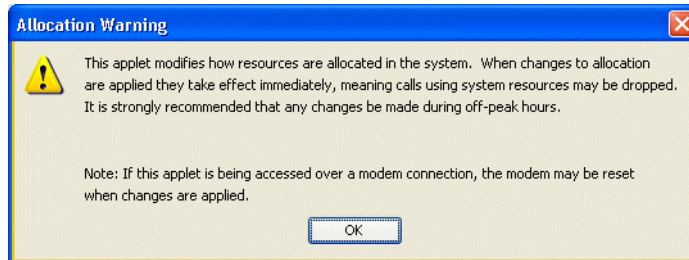 Allocation Warning
This applet modifies how resources are allocated in the system. When changes to allocation
are applied they take effect immediately, meaning calls using system resources may be dropped.
It is strongly recommended that any changes be made during off-peak hours.
Note: If this applet is being accessed over a modem connection, the modem may be reset
when changes are applied.
OK